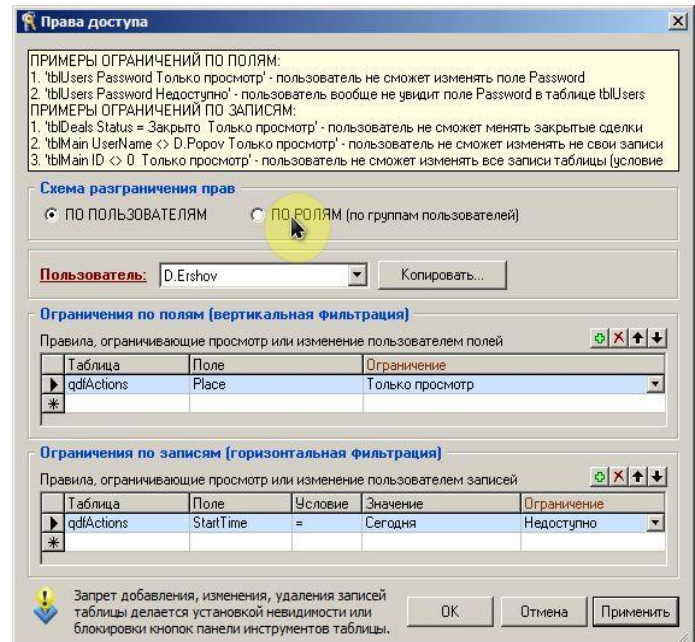 Права доступа
ПРИМЕРЫ ОГРАНИЧЕНИЙ ПО ПОЛЯМ:
1. 'tblUsers Password Только просмотр' - пользователь не сможет изменять поле Password
2. 'tblUsers Password Недоступно' - пользователь вообще не увидит поле Password в таблице tblUsers
ПРИМЕРЫ ОГРАНИЧЕНИЙ ПО ЗАПИСЯМ:
1. 'tblDeals Status = Закрыто Только просмотр' - пользователь не сможет менять закрытые сделки
2. 'tblMain UserName <> D.Popov Только просмотр' - пользователь не сможет изменять не свои записи
3. 'tblMain ID <> 0 Только просмотр' - пользователь не сможет изменять все записи таблицы (условие
Схема разграничения прав
ПО ПОЛЬЗОВАТЕЛЯМ ПО РОЛЯМ (по группам пользователей)
Пользователь: D.Ershov Копировать...
Ограничения по полям (вертикальная фильтрация)
Правила, ограничивающие просмотр или изменение пользователем полей
Таблица Поле Ограничение
qdfActions Place Только просмотр
Ограничения по записям (горизонтальная фильтрация)
Правила, ограничивающие просмотр или изменение пользователем записей
Таблица Поле Условие Значение Ограничение
qdfActions StartTime = Сегодня Недоступно
Запрет добавления, изменения, удаления записей
таблицы делается установкой невидимости или
блокировки кнопок панели инструментов таблицы.
OK Отмена Применить